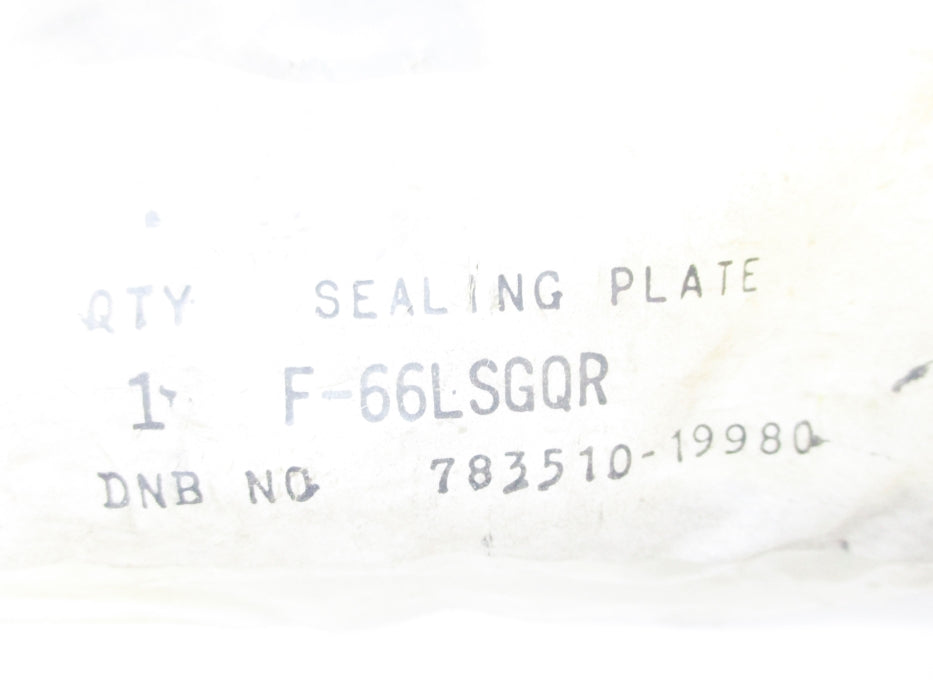 QTY SEALING PLATE
1 F-66LSGQR
DNB NO 783510-19980